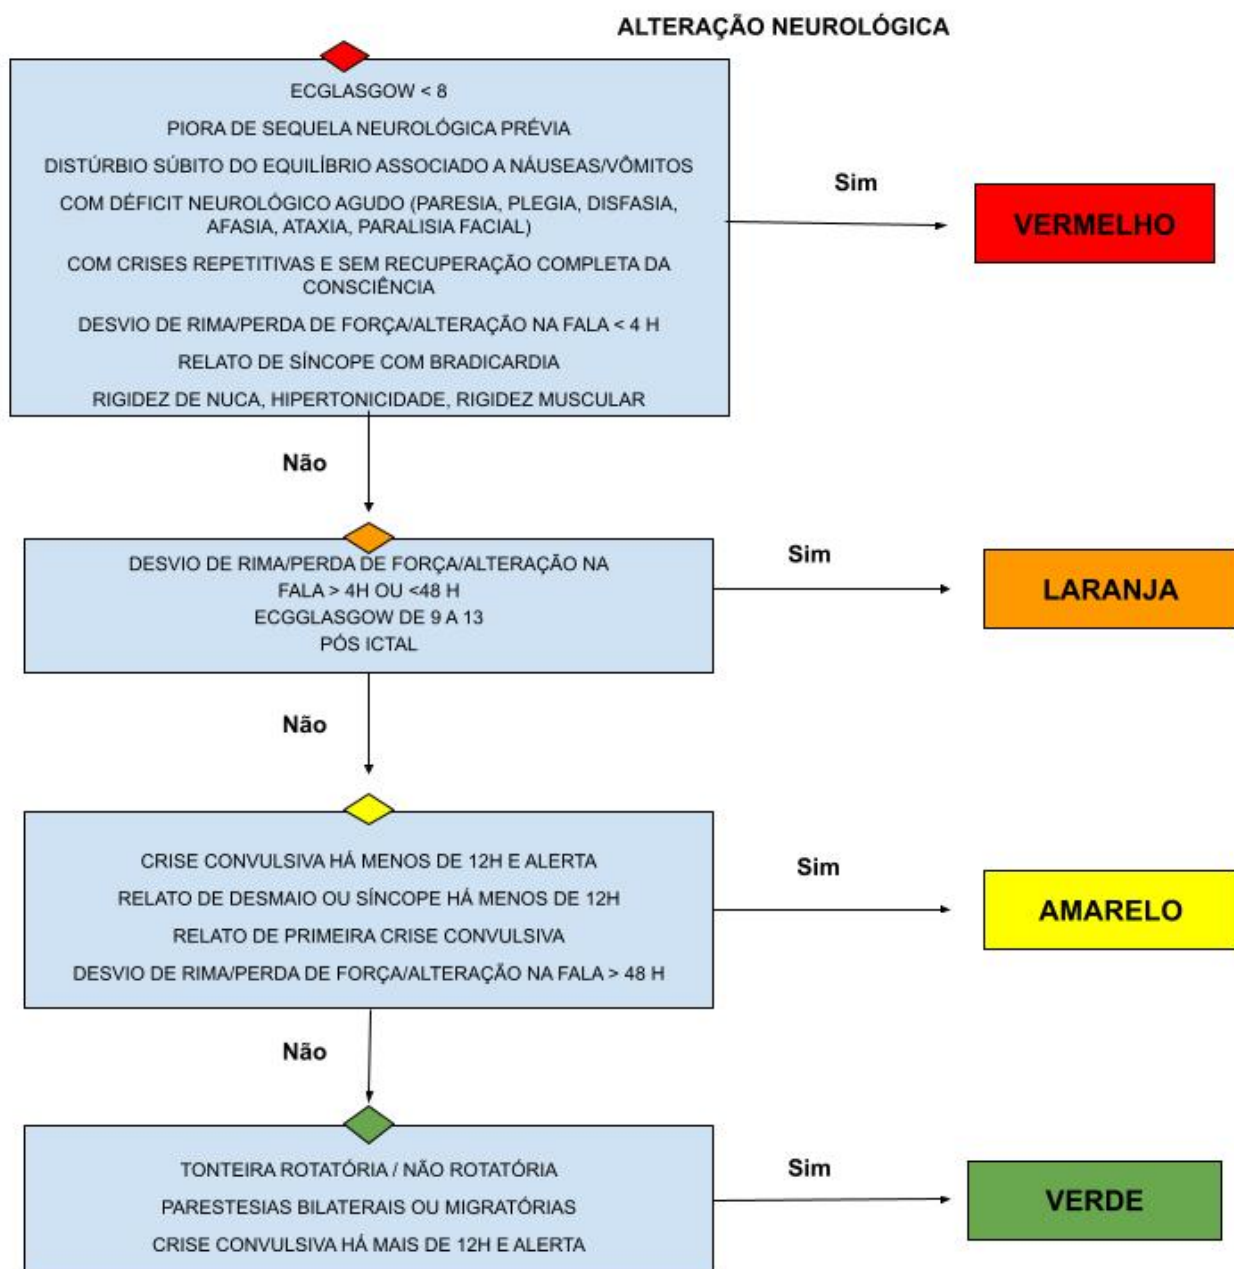 ALTERAÇÃO NEUROLÓGICA
ECGLASGOW < 8
PIORA DE SEQUELA NEUROLÓGICA PRÉVIA
DISTÚRBIO SÚBITO DO EQUILÍBRIO ASSOCIADO A NÁUSEAS/VÔMITOS
COM DÉFICIT NEUROLÓGICO AGUDO (PARESIA, PLEGIA, DISFASIA,
AFASIA, ATAXIA, PARALISIA FACIAL)
COM CRISES REPETITIVAS E SEM RECUPERAÇÃO COMPLETA DA
CONSCIÊNCIA
DESVIO DE RIMA/PERDA DE FORÇA/ALTERAÇÃO NA FALA < 4 H
RELATO DE SÍNCOPE COM BRADICARDIA
RIGIDEZ DE NUCA, HIPERTONICIDADE, RIGIDEZ MUSCULAR
Sim
VERMELHO
Não
DESVIO DE RIMA/PERDA DE FORÇA/ALTERAÇÃO NA
FALA > 4H OU <48 H
ECGGLASGOW DE 9 A 13
PÓS ICTAL
Sim
LARANJA
Não
CRISE CONVULSIVA HÁ MENOS DE 12H E ALERTA
RELATO DE DESMAIO OU SÍNCOPE HÁ MENOS DE 12H
RELATO DE PRIMEIRA CRISE CONVULSIVA
DESVIO DE RIMA/PERDA DE FORÇA/ALTERAÇÃO NA FALA > 48 H
Sim
AMARELO
Não
TONTEIRA ROTATÓRIA / NÃO ROTATÓRIA
PARESTESIAS BILATERAIS OU MIGRATÓRIAS
CRISE CONVULSIVA HÁ MAIS DE 12H E ALERTA
Sim
VERDE